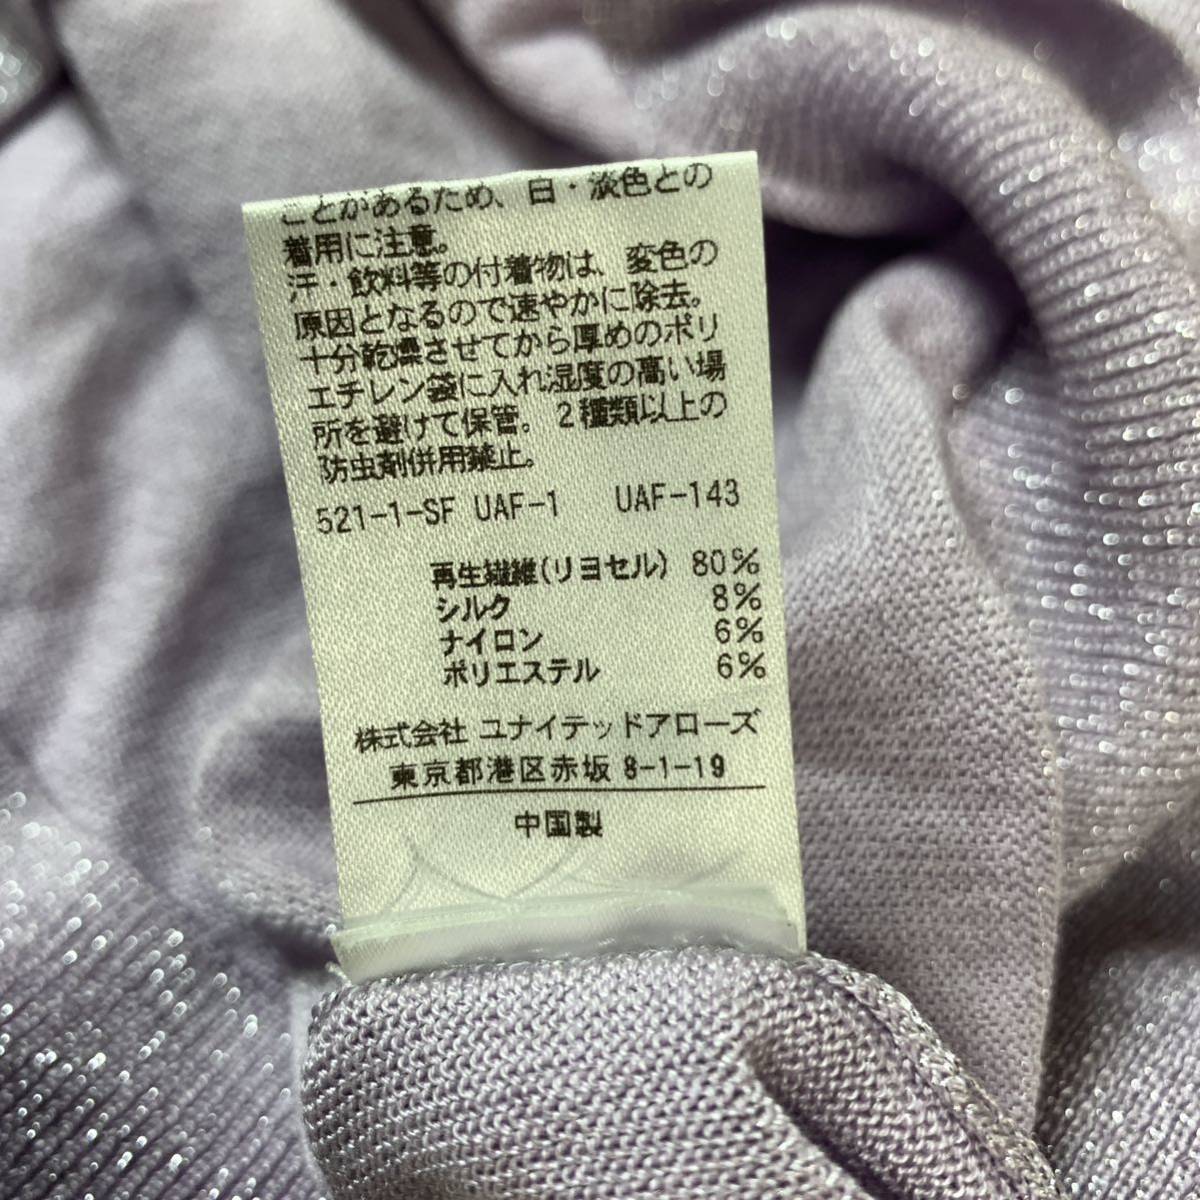 ことがあるため、白・淡色との
着用に注意。
汗・飲料等の付着物は、変色の
原因となるので速やかに除去。
十分乾燥させてから厚めのポリ
エチレン袋に入れ湿度の高い場
所を避けて保管。2種類以上の
防虫剤併用禁止。
521-1-SF UAF-1 UAF-143
再生繊維(リヨセル) 80%
シルク 8%
ナイロン 6%
ポリエステル 6%
株式会社 ユナイテッドアローズ
東京都港区赤坂 8-1-19
中国製